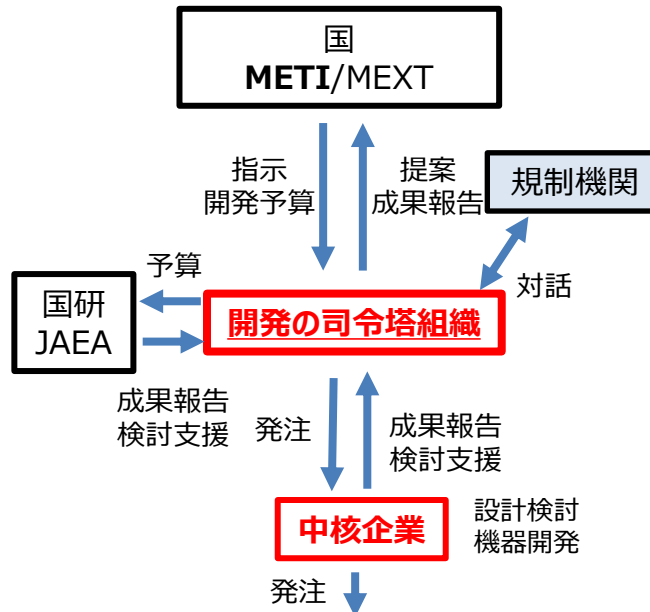 国
METI/MEXT
指示
開発予算
提案
成果報告
規制機関
対話
予算
国研
JAEA
開発の司令塔組織
成果報告
検討支援
発注
成果報告
検討支援
中核企業
設計検討
機器開発
発注